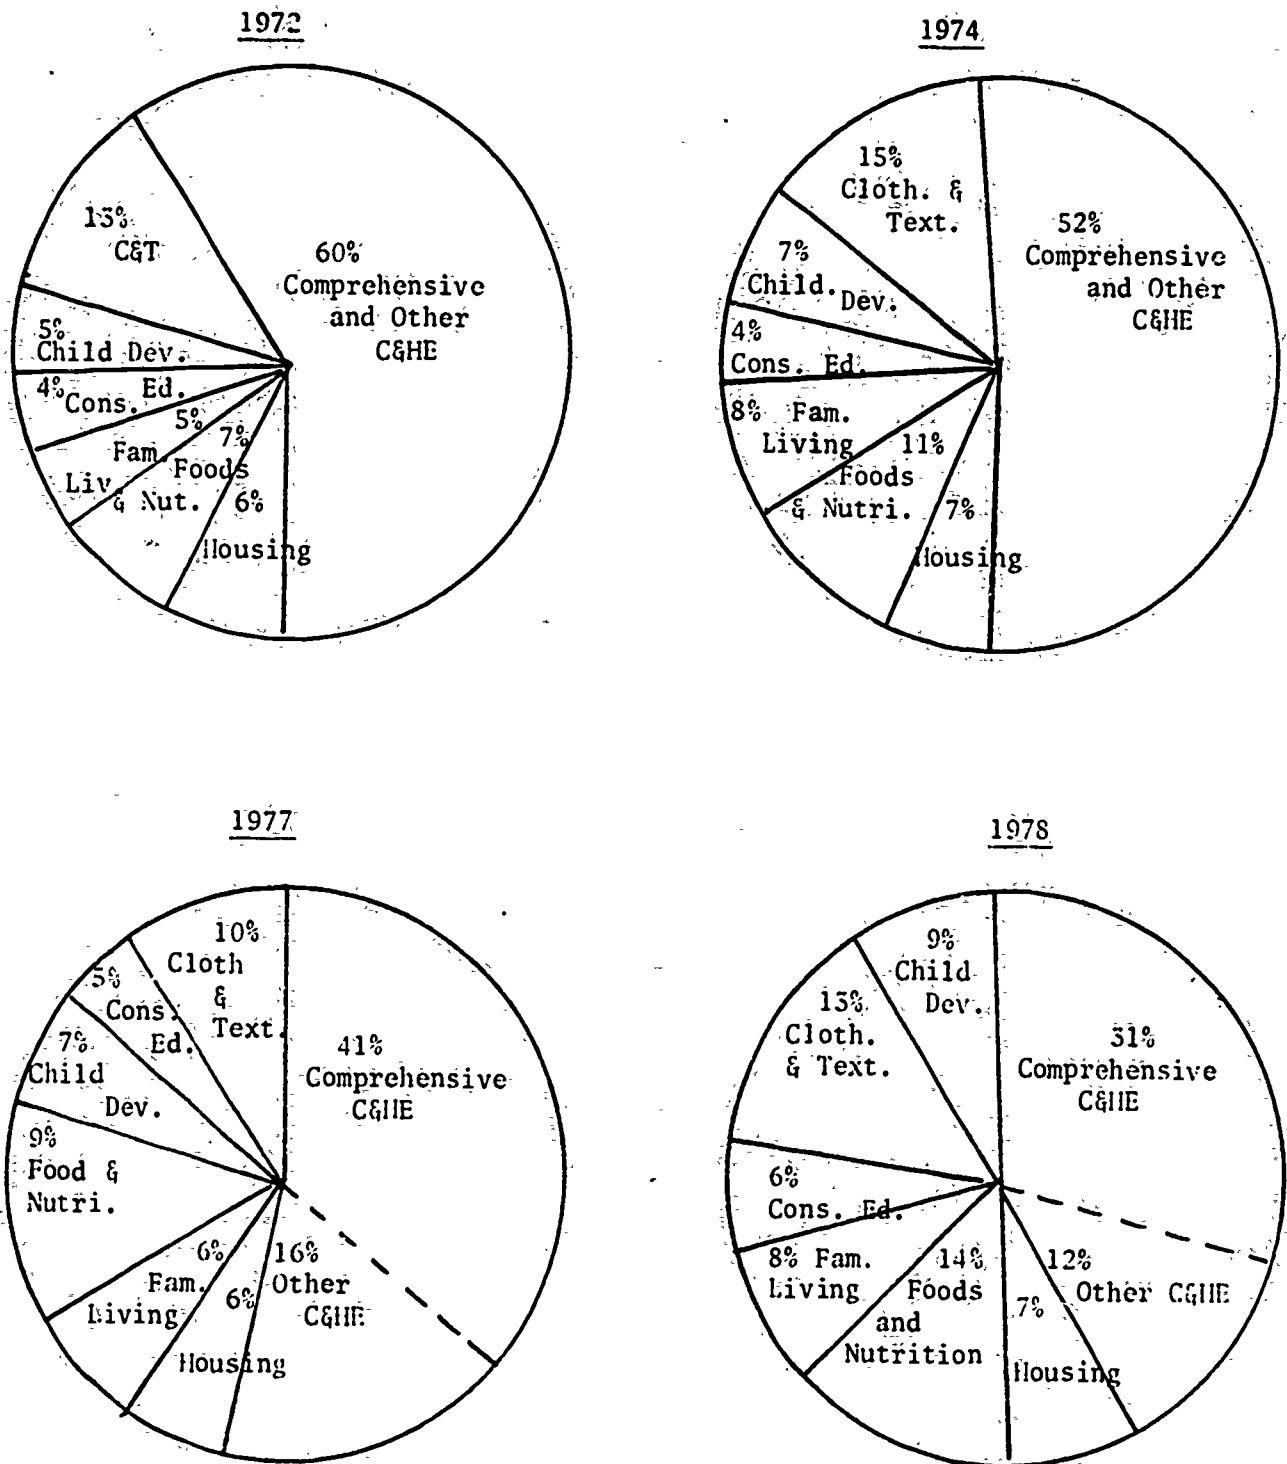 1972
13%
C&T
60%
Comprehensive
and Other
C&HE
5%
Child Dev.
4%
Cons. Ed.
5%
Fam.
Liv.
7%
Foods
& Nut.
6%
Housing
1974
15%
Cloth. &
Text.
52%
Comprehensive
and Other
C&HE
7%
Child.
Dev.
4%
Cons. Ed.
8% Fam.
Living
11%
Foods
& Nutri.
7%
Housing
1977
10%
Cloth
&
Text.
5%
Cons.
Ed.
41%
Comprehensive
C&HE
7%
Child
Dev.
9%
Food &
Nutri.
6%
Fam.
Living
6%
Housing
16%
Other
C&HE
1978
9%
Child
Dev.
13%
Cloth.
& Text.
31%
Comprehensive
C&HE
6%
Cons. Ed.
8% Fam.
Living
14%
Foods
and
Nutrition
7%
Housing
12%
Other C&HE